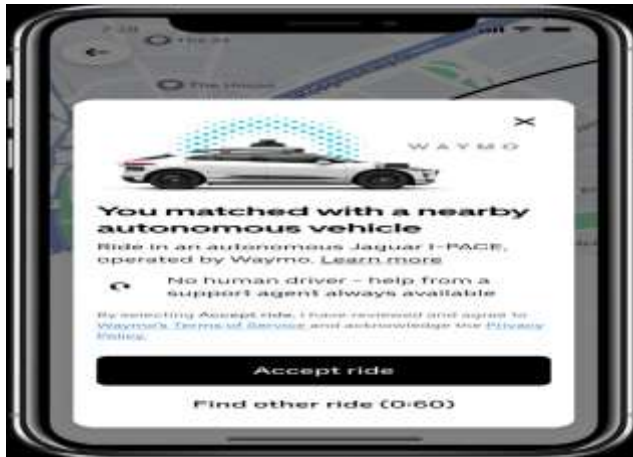 The
WAYMO
You matched with a nearby
autonomous vehicle
Ride in an autonomous Jaguar I-PACE,
operated by Waymo. Learn more
No human driver – help from a
support agent always available
By selecting Accept ride, I have reviewed and agree to
Waymo's Terms of Service and acknowledge the Privacy
Policy.
Accept ride
Find other ride (0:60)